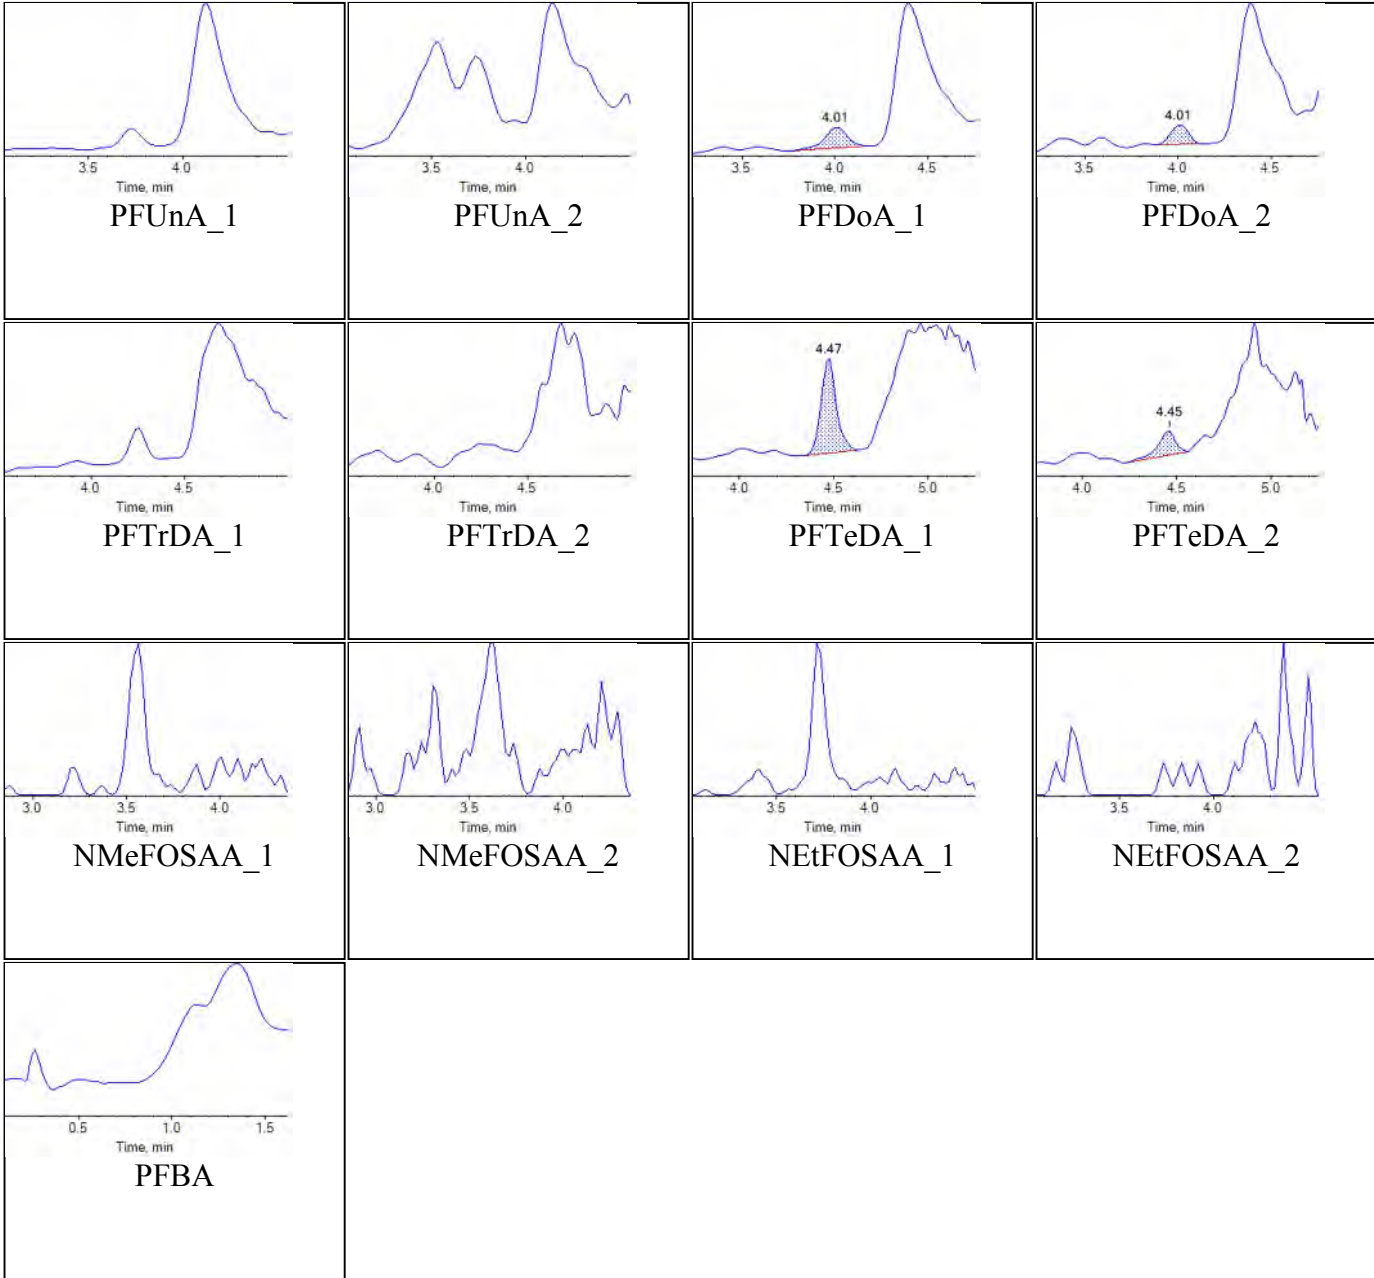 4.01
4.01
3.5 4.0
3.5 4.0
3.5 4.0 4.5
3.5 4.0 4.5
Time, min
Time, min
Time, min
Time, min
PFUnA_1
PFUnA_2
PFDoA_1
PFDoA_2
4.47
4.45
4.0 4.5
4.0 4.5
4.0 4.5 5.0
4.0 4.5 5.0
Time, min
Time, min
Time, min
Time, min
PFTrDA_1
PFTrDA_2
PFTeDA_1
PFTeDA_2
3.0 3.5 4.0
3.0 3.5 4.0
3.5 4.0
3.5 4.0
Time, min
Time, min
Time, min
Time, min
NMeFOSAA_1
NMeFOSAA_2
NEtFOSAA_1
NEtFOSAA_2
0.5 1.0 1.5
Time, min
PFBA